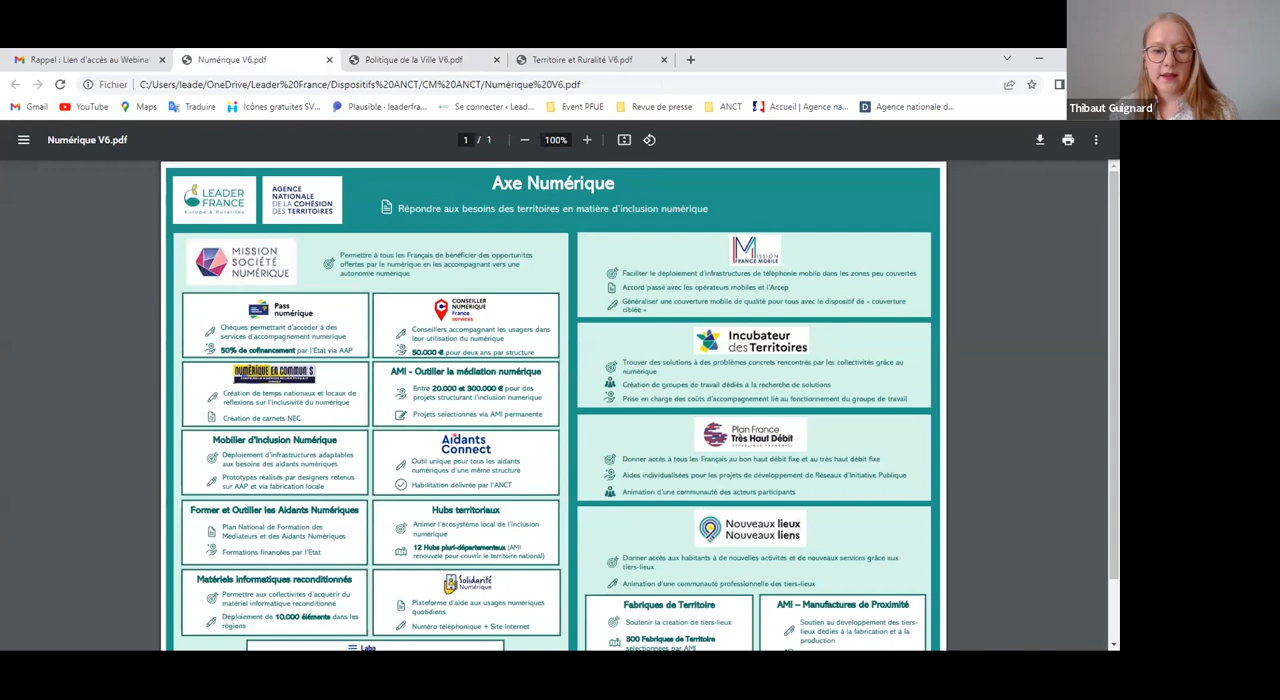 Rappel : Lien d'accès au Webina
Numérique V6.pdf
Politique de la Ville V6.pdf
Territoire et Ruralité V6.pdf
Fichier
C:/Users/leade/OneDrive/Leader%20France/Dispositifs%20ANCT/CM%20ANCT/Numérique%20V6.pdf
Gmail
YouTube
Maps
Traduire
Icônes gratuites SV...
Plausible · leaderfra...
Se connecter ‹ Lead...
Event PFUE
Revue de presse
ANCT
Accueil | Agence na...
Agence nationale d...
Thibaut Guignard
Numérique V6.pdf
1 / 1
100%
LEADER
FRANCE
Europe & Ruralités
AGENCE
NATIONALE
DE LA COHÉSION
DES TERRITOIRES
Axe Numérique
Répondre aux besoins des territoires en matière d'inclusion numérique
MISSION
SOCIÉTÉ
NUMÉRIQUE
Permettre à tous les Français de bénéficier des opportunités
offertes par le numérique en les accompagnant vers une
autonomie numérique
Pass
numérique
Chèques permettant d'accéder à des
services d'accompagnement numérique
50% de cofinancement par l'Etat via AAP
CONSEILLER
NUMÉRIQUE
France
services
Conseillers accompagnant les usagers dans
leur utilisation du numérique
50.000 € pour deux ans par structure
NUMÉRIQUE EN COMMUN S
Création de temps nationaux et locaux de
réflexions sur l'inclusivité du numérique
Création de carnets NEC
AMI - Outiller la médiation numérique
Entre 20.000 et 300.000 € pour des
projets structurant l'inclusion numérique
Projets sélectionnés via AMI permanente
Mobilier d'Inclusion Numérique
Déploiement d'infrastructures adaptables
aux besoins des aidants numériques
Prototypes réalisés par designers retenus
sur AAP et via fabrication locale
Aidants
Connect
Outil unique pour tous les aidants
numériques d'une même structure
Habilitation délivrée par l'ANCT
Former et Outiller les Aidants Numériques
Plan National de Formation des
Médiateurs et des Aidants Numériques
Formations financées par l'Etat
Hubs territoriaux
Animer l'écosystème local de l'inclusion
numérique
12 Hubs pluri-départementaux (AMI
renouvelé pour couvrir le territoire national)
Matériels informatiques reconditionnés
Permettre aux collectivités d'acquérir du
matériel informatique reconditionné
Déploiement de 10.000 éléments dans les
régions
Solidarité
Numérique
Plateforme d'aide aux usages numériques
quotidiens
Numéro téléphonique + Site Internet
Labo
MISSION
FRANCE MOBILE
Faciliter le déploiement d'infrastructures de téléphonie mobile dans les zones peu couvertes
Accord passé avec les opérateurs mobiles et l'Arcep
Généraliser une couverture mobile de qualité pour tous avec le dispositif de « couverture
ciblée »
Incubateur
des Territoires
Trouver des solutions à des problèmes concrets rencontrés par les collectivités grâce au
numérique
Création de groupes de travail dédiés à la recherche de solutions
Prise en charge des coûts d'accompagnement lié au fonctionnement du groupe de travail
Plan France
Très Haut Débit
RÉPUBLIQUE FRANÇAISE
Donner accès à tous les Français au bon haut débit fixe et au très haut débit fixe
Aides individualisées pour les projets de développement de Réseaux d'Initiative Publique
Animation d'une communauté des acteurs participants
Nouveaux lieux
Nouveaux liens
Donner accès aux habitants à de nouvelles activités et de nouveaux services grâce aux
tiers-lieux
Animation d'une communauté professionnelle des tiers-lieux
Fabriques de Territoire
Soutenir la création de tiers-lieux
300 Fabriques de Territoire
sélectionnées par AMI
AMI – Manufactures de Proximité
Soutien au développement des tiers-
lieux dédiés à la fabrication et à la
production